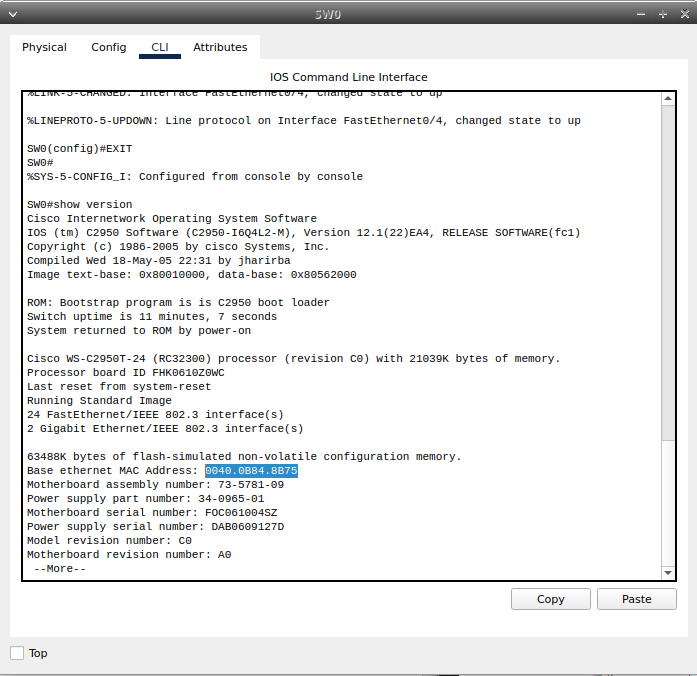 SW0
Physical Config CLI Attributes
IOS Command Line Interface
%LINK-5-CHANGED: Interface FastEthernet0/4, changed state to up
%LINEPROTO-5-UPDOWN: Line protocol on Interface FastEthernet0/4, changed state to up
SW0(config)#EXIT
SW0#
%SYS-5-CONFIG_I: Configured from console by console
SW0#show version
Cisco Internetwork Operating System Software
IOS (tm) C2950 Software (C2950-I6Q4L2-M), Version 12.1(22)EA4, RELEASE SOFTWARE(fc1)
Copyright (c) 1986-2005 by cisco Systems, Inc.
Compiled Wed 18-May-05 22:31 by jharirba
Image text-base: 0x80010000, data-base: 0x80562000
ROM: Bootstrap program is is C2950 boot loader
Switch uptime is 11 minutes, 7 seconds
System returned to ROM by power-on
Cisco WS-C2950T-24 (RC32300) processor (revision C0) with 21039K bytes of memory.
Processor board ID FHK0610Z0WC
Last reset from system-reset
Running Standard Image
24 FastEthernet/IEEE 802.3 interface(s)
2 Gigabit Ethernet/IEEE 802.3 interface(s)
63488K bytes of flash-simulated non-volatile configuration memory.
Base ethernet MAC Address: 0040.0B84.8B75
Motherboard assembly number: 73-5781-09
Power supply part number: 34-0965-01
Motherboard serial number: FOC061004SZ
Power supply serial number: DAB0609127D
Model revision number: C0
Motherboard revision number: A0
--More--
Copy Paste
Top